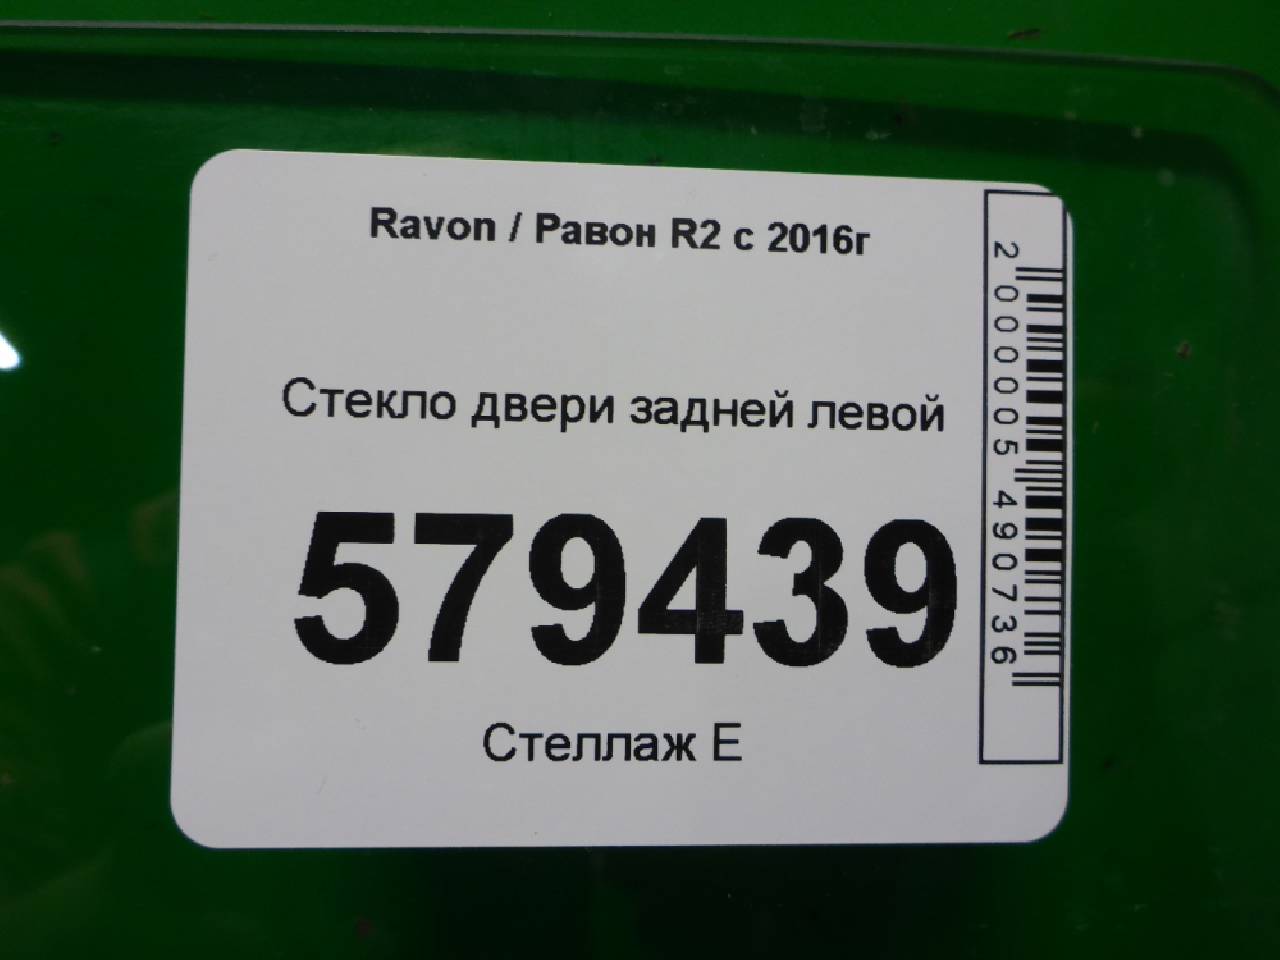 Ravon / Равон R2 с 2016г
Стекло двери задней левой
579439
Стеллаж Е
2000005490736